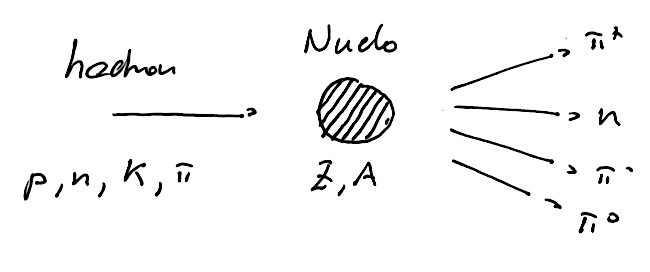 hadron
Nucleo
p, n, K, π
Z, A
π⁺
n
π⁻
π⁰